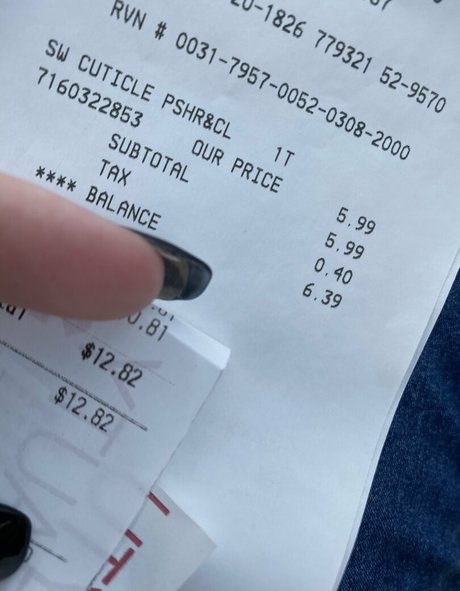 20-1826 779321 52-9570
RVN # 0031-7957-0052-0308-2000
SW CUTICLE PSHR&CL 1T
7160322853 OUR PRICE 5.99
SUBTOTAL 5.99
TAX 0.40
**** BALANCE 6.39
0.81
$12.82
$12.82